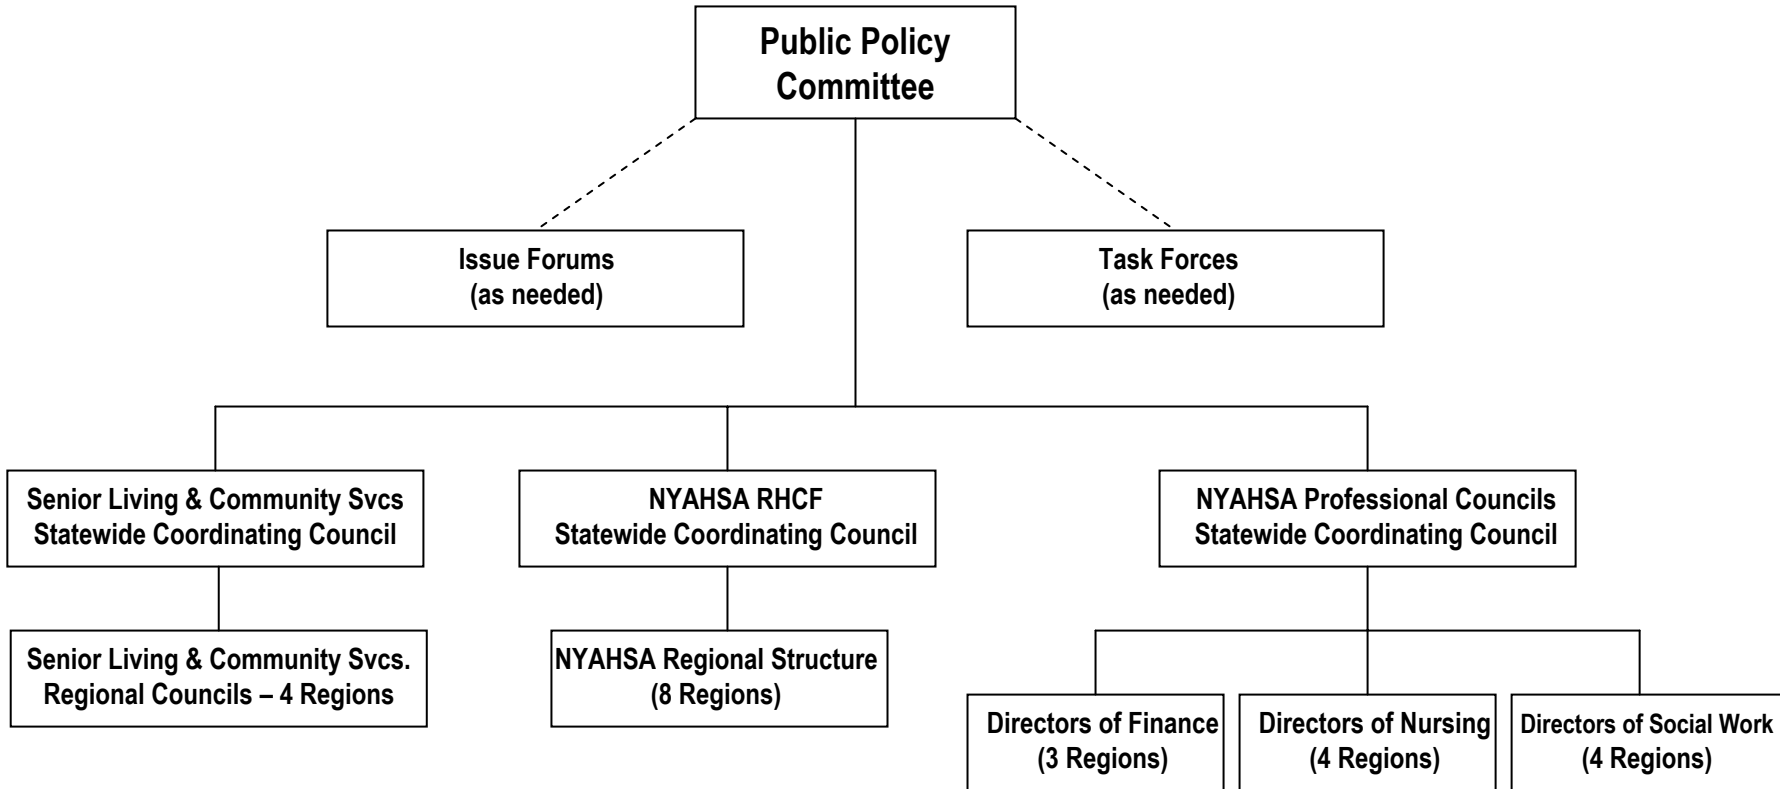 Public Policy
Committee
Issue Forums
(as needed)
Task Forces
(as needed)
Senior Living & Community Svcs
Statewide Coordinating Council
NYAHSA RHCF
Statewide Coordinating Council
NYAHSA Professional Councils
Statewide Coordinating Council
Senior Living & Community Svcs.
Regional Councils – 4 Regions
NYAHSA Regional Structure
(8 Regions)
Directors of Finance
(3 Regions)
Directors of Nursing
(4 Regions)
Directors of Social Work
(4 Regions)